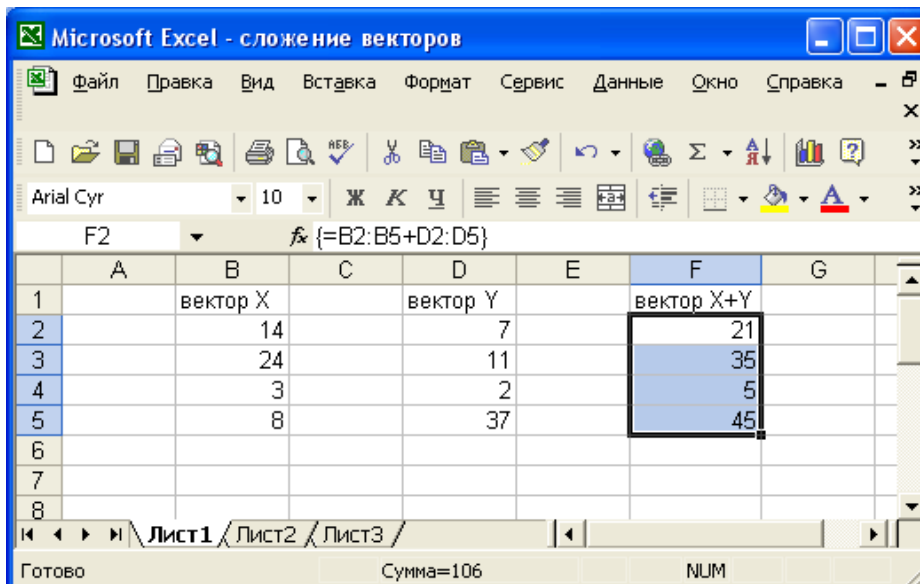 Microsoft Excel - сложение векторов
Файл Правка Вид Вставка Формат Сервис Данные Окно Справка
АБВ Σ А Я ?
Arial Cyr 10 Ж К Ч А
F2 fx {=B2:B5+D2:D5}
A B C D E F G
1 вектор X вектор Y вектор X+Y
2 14 7 21
3 24 11 35
4 3 2 5
5 8 37 45
6
7
8
Лист1 Лист2 Лист3
Готово Сумма=106 NUM